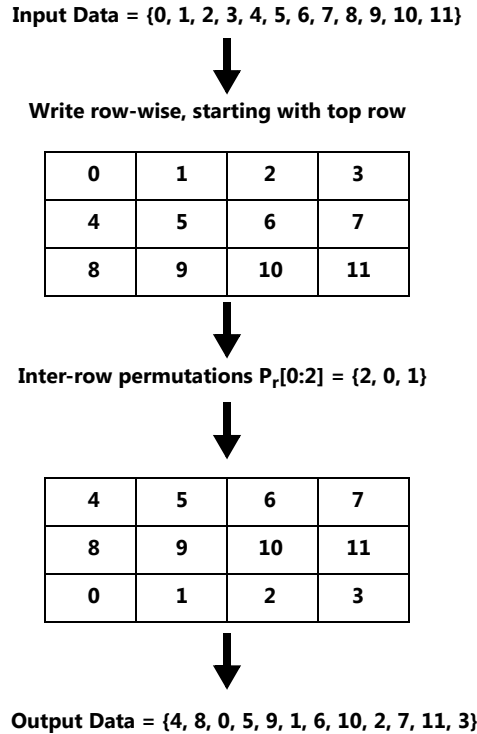 Input Data = {0, 1, 2, 3, 4, 5, 6, 7, 8, 9, 10, 11}
Write row-wise, starting with top row
0 1 2 3
4 5 6 7
8 9 10 11
Inter-row permutations Pr[0:2] = {2, 0, 1}
4 5 6 7
8 9 10 11
0 1 2 3
Output Data = {4, 8, 0, 5, 9, 1, 6, 10, 2, 7, 11, 3}